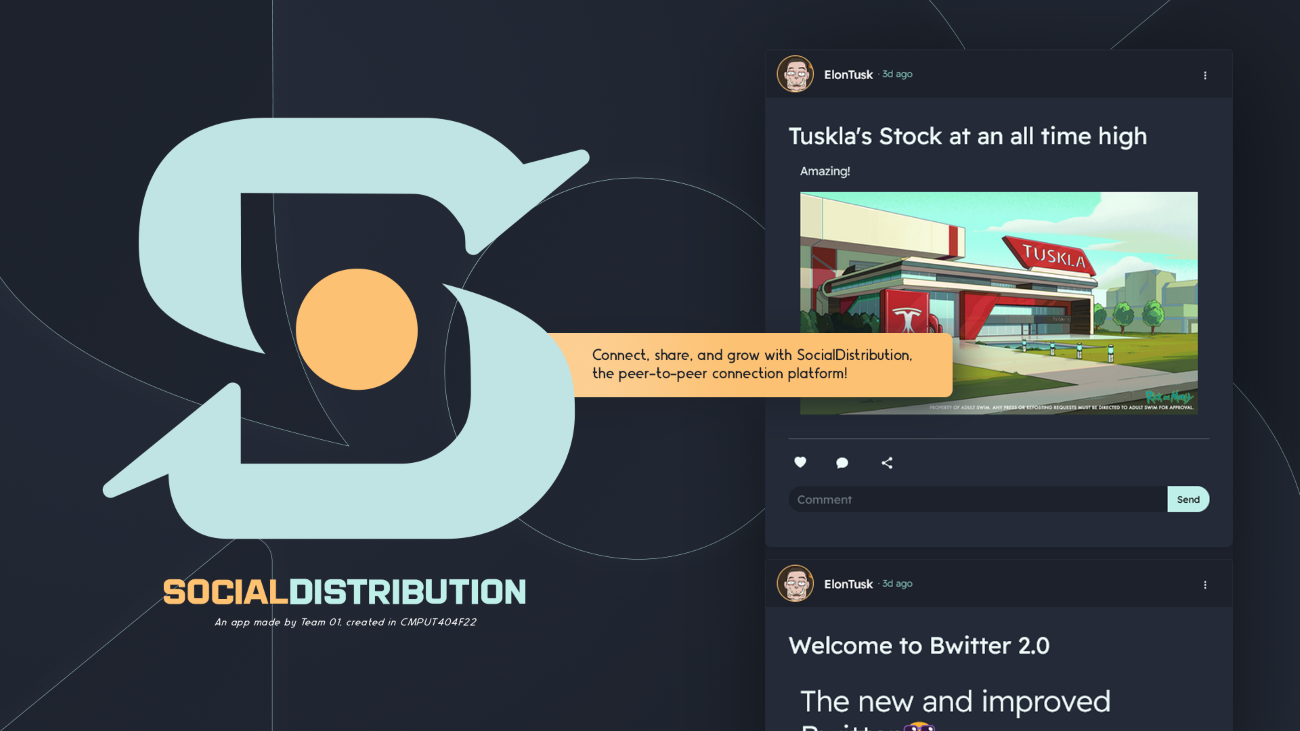 ElonTusk · 3d ago
Tuskla's Stock at an all time high
Amazing!
TUSKLA
Connect, share, and grow with SocialDistribution,
the peer-to-peer connection platform!
Rick and Morty
PROPERTY OF ADULT SWIM. ANY PRESS OR REPOSTING REQUESTS MUST BE DIRECTED TO ADULT SWIM FOR APPROVAL.
Comment
Send
SOCIALDISTRIBUTION
An app made by Team 01, created in CMPUT404F22
ElonTusk · 3d ago
Welcome to Bwitter 2.0
The new and improved